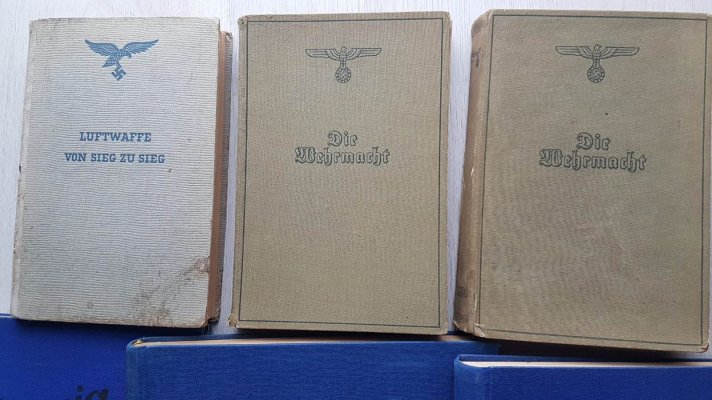 LUFTWAFFE
VON SIEG ZU SIEG
Die
Wehrmacht
Die
Wehrmacht